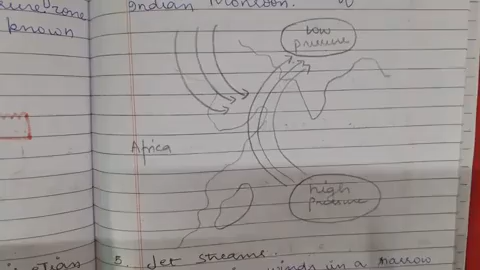 known
Indian Monsoon.
Low
pressure
Africa
high
pressure
5. Jet streams.
winds in a narrow